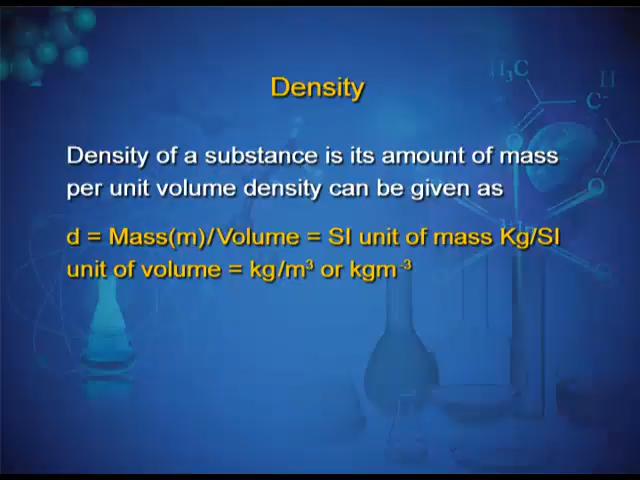 H₃C
H
C
O
O
Density
Density of a substance is its amount of mass
per unit volume density can be given as
d = Mass(m)/Volume = SI unit of mass Kg/SI
unit of volume = kg/m³ or kgm⁻³